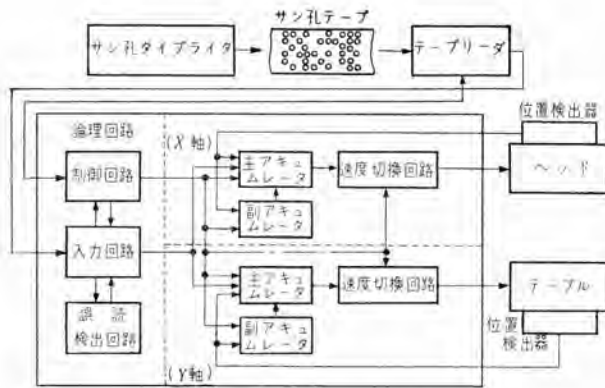 サン孔テープ
サン孔タイプライタ
テープリーダ
位置検出器
論理回路
(X軸)
制御回路
主アキュ
ムレータ
速度切換回路
ヘッド
副アキュ
ムレータ
入力回路
主アキュ
ムレータ
速度切換回路
テーブル
誤読
検出回路
副アキュ
ムレータ
位置
検出器
(Y軸)